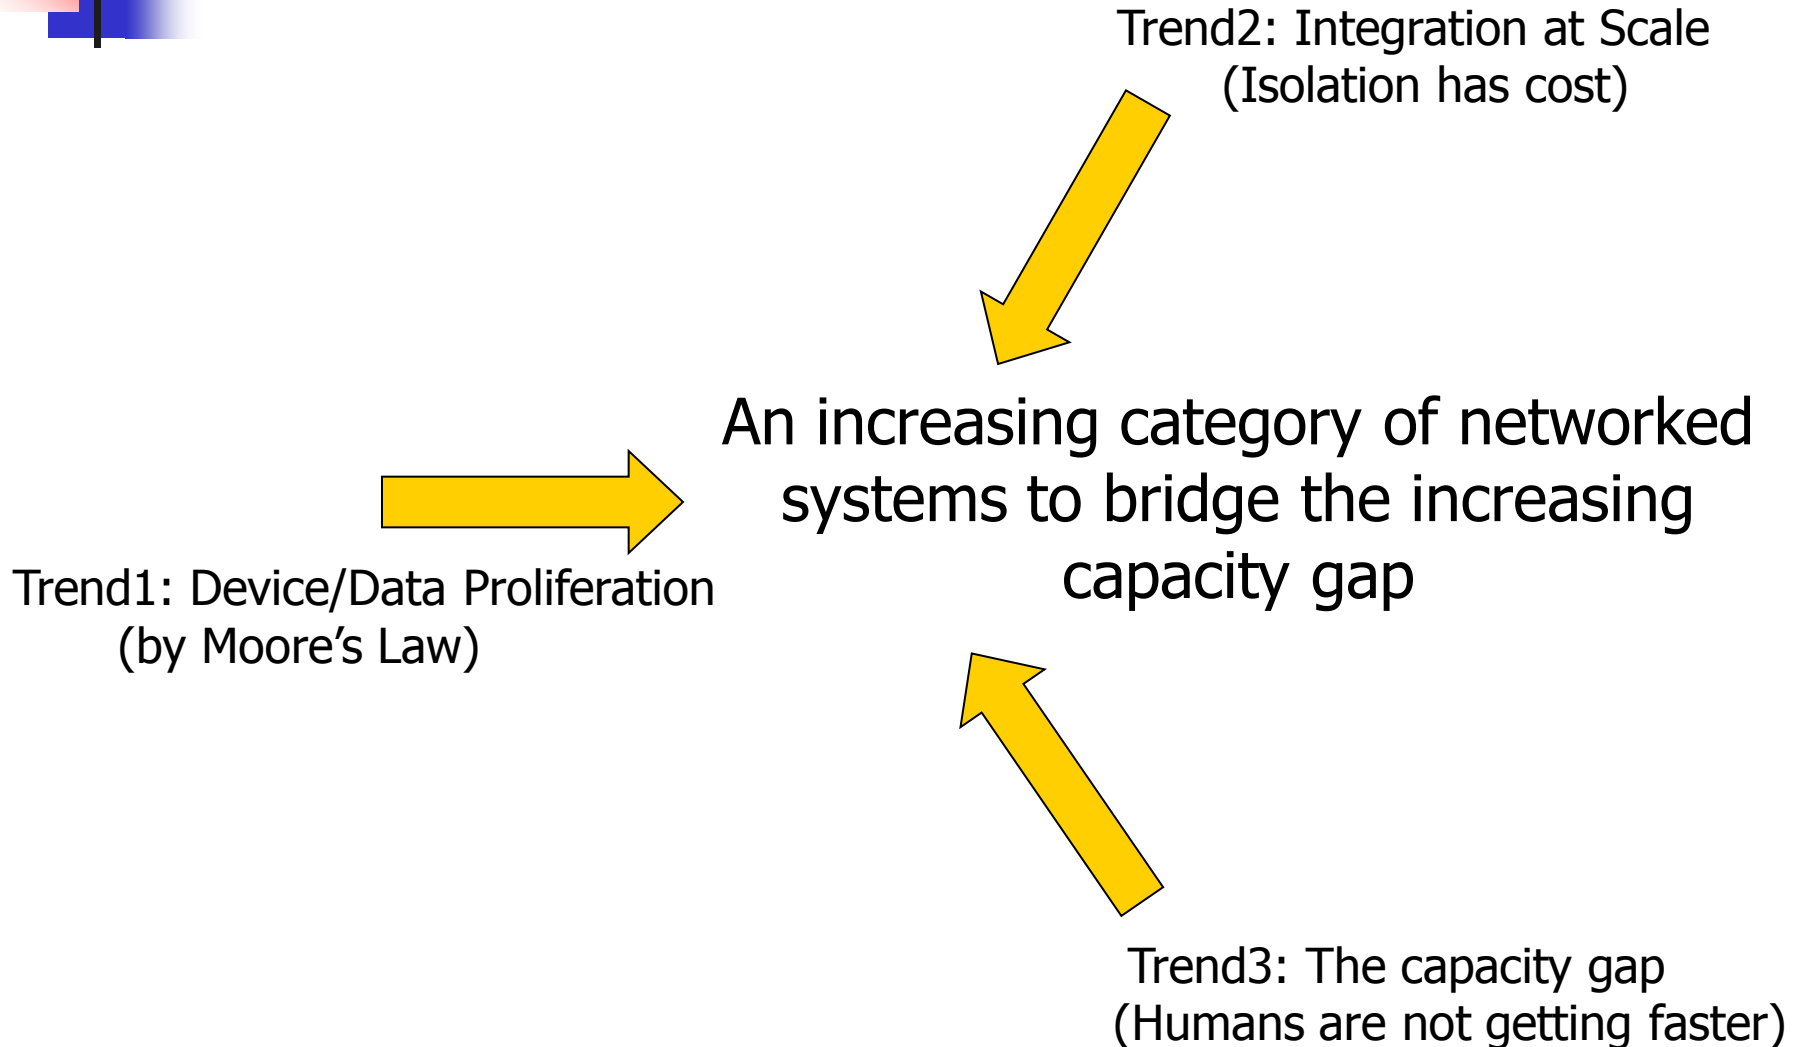 Trend2: Integration at Scale
(Isolation has cost)
An increasing category of networked
systems to bridge the increasing
capacity gap
Trend1: Device/Data Proliferation
(by Moore’s Law)
Trend3: The capacity gap
(Humans are not getting faster)